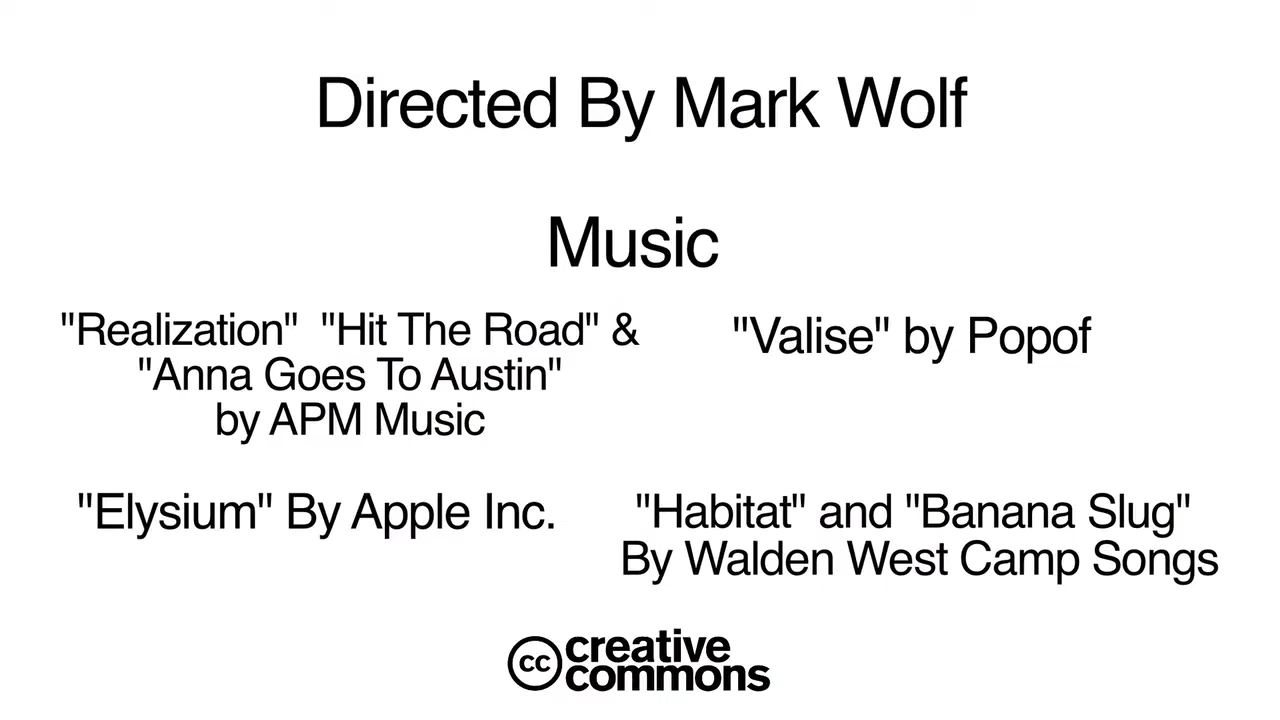 Directed By Mark Wolf
Music
"Realization"  "Hit The Road" &
"Anna Goes To Austin"
by APM Music
"Valise" by Popof
"Elysium" By Apple Inc.
"Habitat" and "Banana Slug"
By Walden West Camp Songs
cc creative
commons